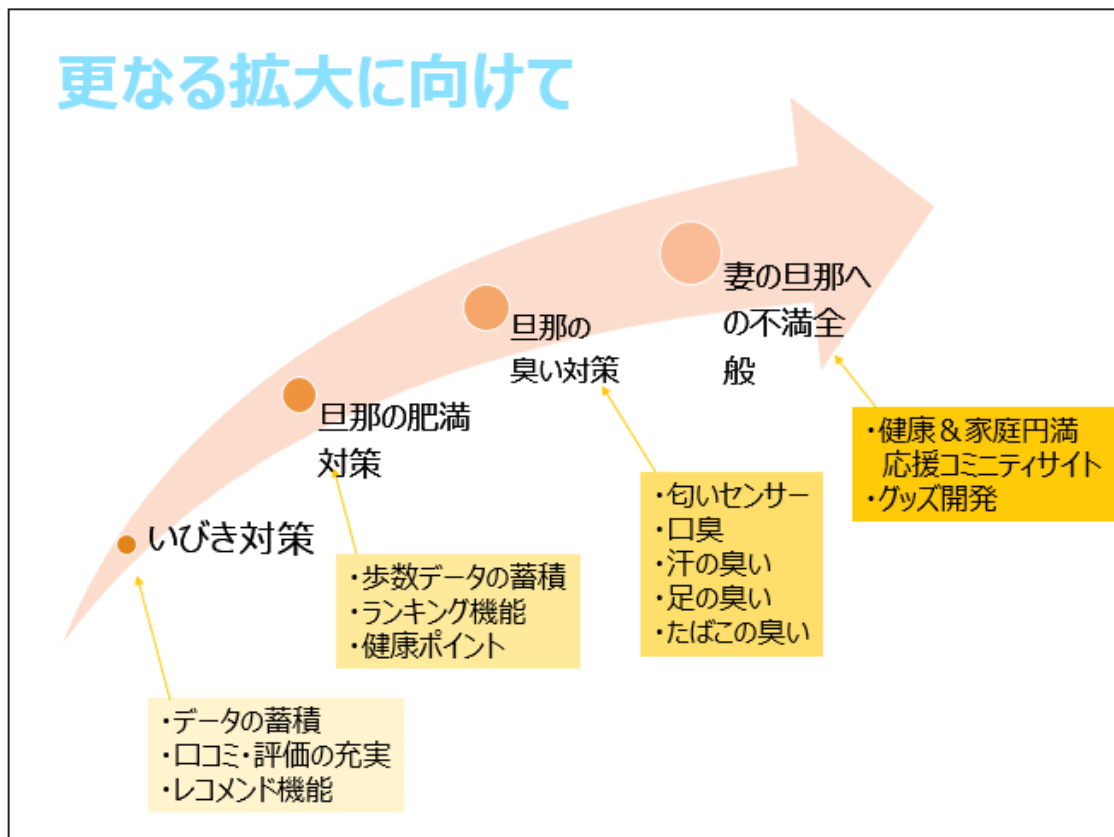 更なる拡大に向けて
いびき対策
・データの蓄積
・口コミ・評価の充実
・レコメンド機能
旦那の肥満
対策
・歩数データの蓄積
・ランキング機能
・健康ポイント
旦那の
臭い対策
・匂いセンサー
・口臭
・汗の臭い
・足の臭い
・たばこの臭い
妻の旦那へ
の不満全
般
・健康＆家庭円満
応援コミニティサイト
・グッズ開発